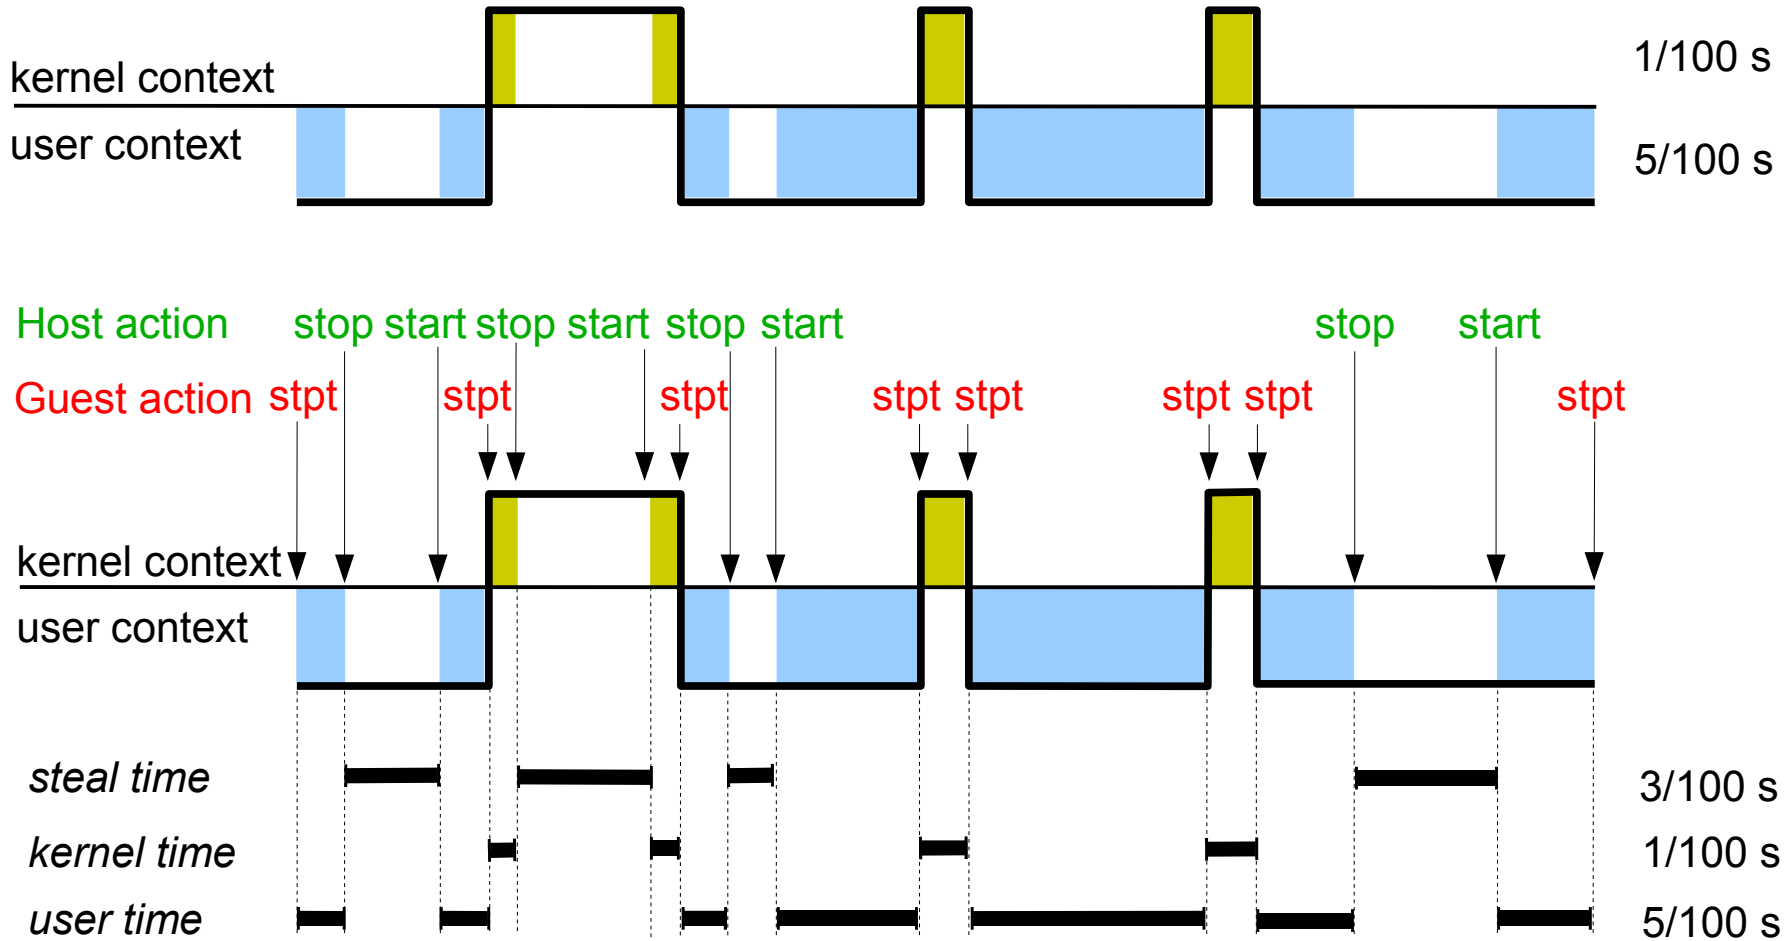 kernel context
1/100 s
user context
5/100 s
Host action stop start stop start stop start stop start
Guest action stpt stpt stpt stpt stpt stpt stpt stpt
kernel context
user context
steal time 3/100 s
kernel time 1/100 s
user time 5/100 s